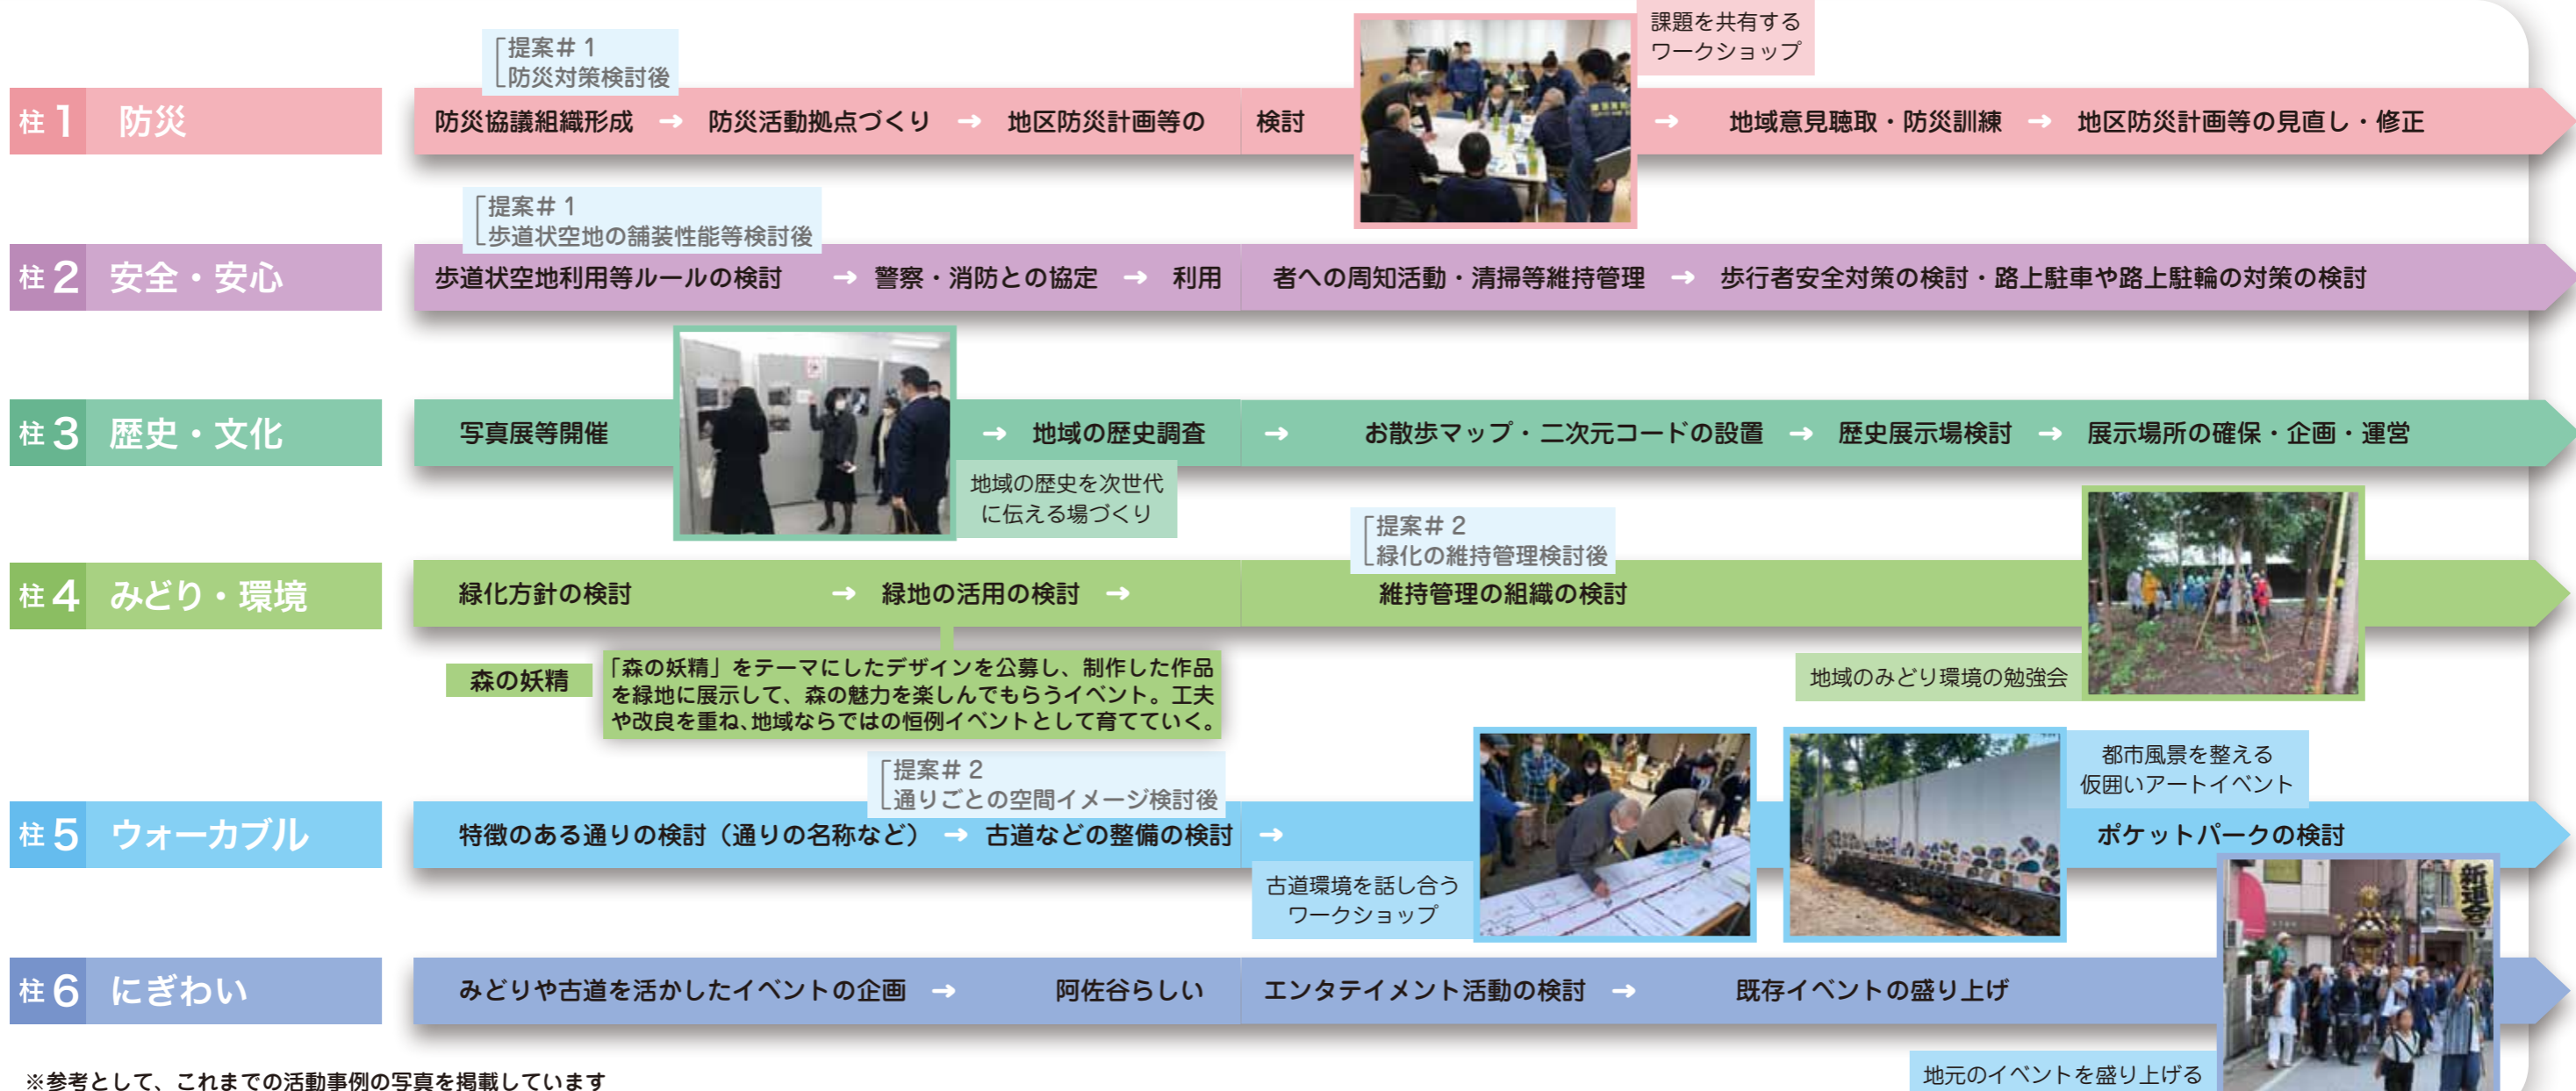 課題を共有する
ワークショップ
「提案＃1
防災対策検討後
柱1 防災
防災協議組織形成 → 防災活動拠点づくり → 地区防災計画等の 検討 → 地域意見聴取・防災訓練 → 地区防災計画等の見直し・修正
「提案＃1
歩道状空地の舗装性能等検討後
柱2 安全・安心
歩道状空地利用等ルールの検討 → 警察・消防との協定 → 利用 者への周知活動・清掃等維持管理 → 歩行者安全対策の検討・路上駐車や路上駐輪の対策の検討
柱3 歴史・文化
写真展等開催 → 地域の歴史調査 → お散歩マップ・二次元コードの設置 → 歴史展示場検討 → 展示場所の確保・企画・運営
地域の歴史を次世代
に伝える場づくり
「提案＃2
緑化の維持管理検討後
柱4 みどり・環境
緑化方針の検討 → 緑地の活用の検討 → 維持管理の組織の検討
森の妖精
「森の妖精」をテーマにしたデザインを公募し、制作した作品
を緑地に展示して、森の魅力を楽しんでもらうイベント。工夫
や改良を重ね、地域ならではの恒例イベントとして育てていく。
地域のみどり環境の勉強会
「提案＃2
通りごとの空間イメージ検討後
都市風景を整える
仮囲いアートイベント
柱5 ウォーカブル
特徴のある通りの検討（通りの名称など） → 古道などの整備の検討 → ポケットパークの検討
古道環境を話し合う
ワークショップ
新進会
柱6 にぎわい
みどりや古道を活かしたイベントの企画 → 阿佐谷らしい エンタテイメント活動の検討 → 既存イベントの盛り上げ
地元のイベントを盛り上げる
※参考として、これまでの活動事例の写真を掲載しています